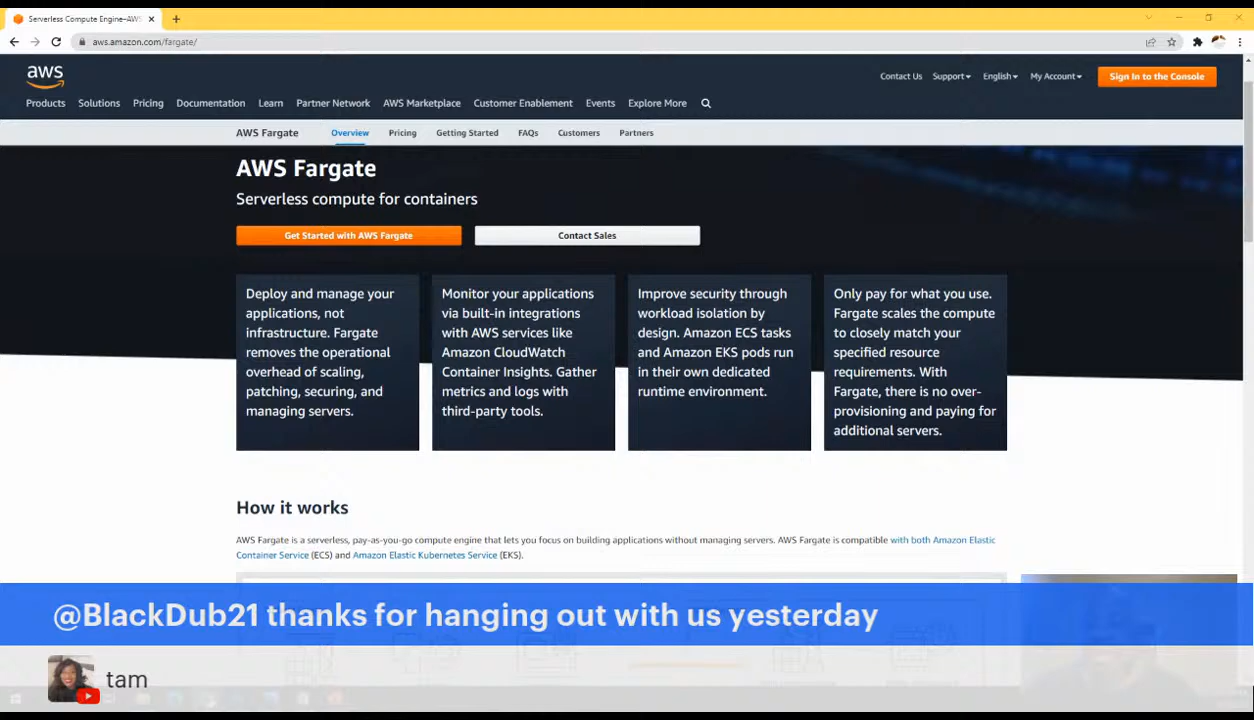 Serverless Compute Engine–AWS
aws.amazon.com/fargate/
aws
Contact Us Support English My Account Sign In to the Console
Products Solutions Pricing Documentation Learn Partner Network AWS Marketplace Customer Enablement Events Explore More
AWS Fargate Overview Pricing Getting Started FAQs Customers Partners
AWS Fargate
Serverless compute for containers
Get Started with AWS Fargate Contact Sales
Deploy and manage your
applications, not
infrastructure. Fargate
removes the operational
overhead of scaling,
patching, securing, and
managing servers.
Monitor your applications
via built-in integrations
with AWS services like
Amazon CloudWatch
Container Insights. Gather
metrics and logs with
third-party tools.
Improve security through
workload isolation by
design. Amazon ECS tasks
and Amazon EKS pods run
in their own dedicated
runtime environment.
Only pay for what you use.
Fargate scales the compute
to closely match your
specified resource
requirements. With
Fargate, there is no over-
provisioning and paying for
additional servers.
How it works
AWS Fargate is a serverless, pay-as-you-go compute engine that lets you focus on building applications without managing servers. AWS Fargate is compatible with both Amazon Elastic
Container Service (ECS) and Amazon Elastic Kubernetes Service (EKS).
@BlackDub21 thanks for hanging out with us yesterday
tam